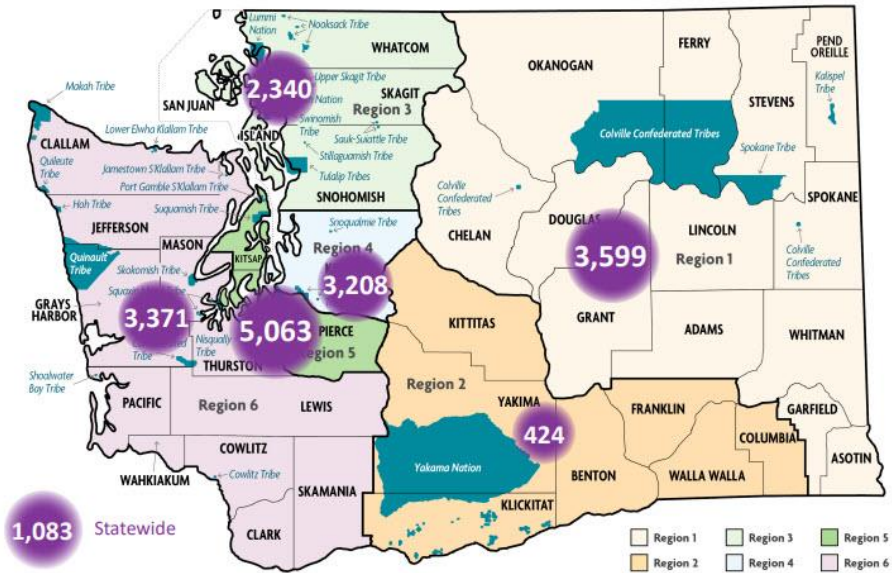 Lummi
Nation
Nooksack Tribe
WHATCOM
FERRY
PEND
OREILLE
OKANOGAN
Makah Tribe
2,340
Upper Skagit Tribe
SKAGIT
STEVENS
Kalispel
Tribe
SAN JUAN
Nation
Region 3
Swinomish
Tribe
ISLAND
Lower Elwha Klallam Tribe
Sauk-Suiattle Tribe
CLALLAM
Colville Confederated Tribes
Stillaguamish Tribe
Spokane Tribe
Quileute
Tribe
Jamestown S'Klallam Tribe
Tulalip Tribes
Port Gamble S'Klallam Tribe
SNOHOMISH
Colville
Confederated
Tribes
SPOKANE
Hoh Tribe
Suquamish Tribe
DOUGLAS
LINCOLN
JEFFERSON
Snoqualmie Tribe
MASON
Region 4
CHELAN
Colville
Confederated
Tribes
Quinault
Tribe
KITSAP
3,599
Region 1
Skokomish Tribe
3,208
GRAYS
HARBOR
3,371
5,063
PIERCE
KITTITAS
GRANT
ADAMS
WHITMAN
Nisqually
Tribe
Region 5
Tribe
THURSTON
Region 2
Shoalwater
Bay Tribe
PACIFIC
Region 6
LEWIS
YAKIMA
FRANKLIN
GARFIELD
424
COLUMBIA
COWLITZ
Yakama Nation
BENTON
WALLA WALLA
ASOTIN
WAHKIAKUM
Cowlitz Tribe
SKAMANIA
KLICKITAT
1,083
Statewide
CLARK
Region 1
Region 3
Region 5
Region 2
Region 4
Region 6